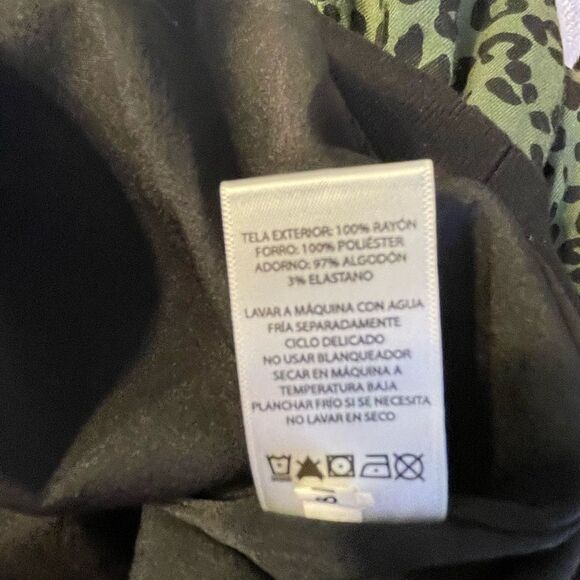 TELA EXTERIOR: 100% RAYÓN
FORRO: 100% POLIÉSTER
ADORNO: 97% ALGODÓN
3% ELASTANO
LAVAR A MÁQUINA CON AGUA
FRÍA SEPARADAMENTE
CICLO DELICADO
NO USAR BLANQUEADOR
SECAR EN MÁQUINA A
TEMPERATURA BAJA
PLANCHAR FRÍO SI SE NECESITA
NO LAVAR EN SECO